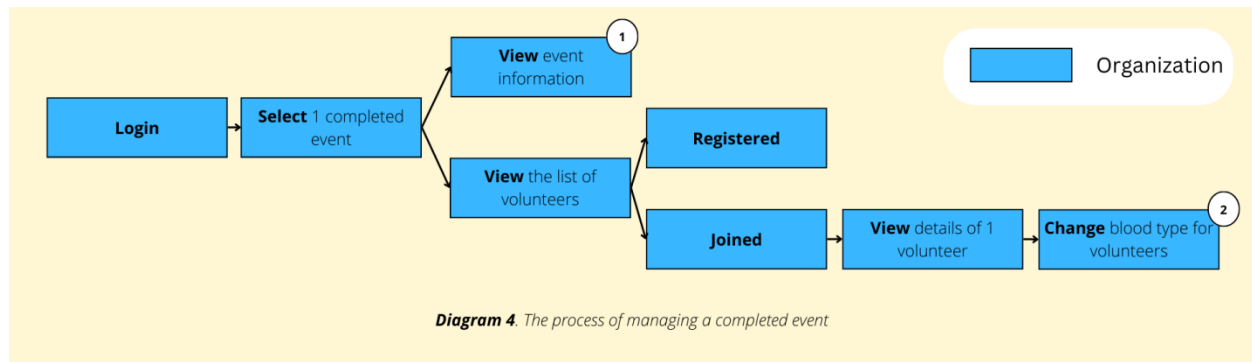 1
View event
information
Organization
Login
Select 1 completed
event
Registered
View the list of
volunteers
2
Joined
View details of 1
volunteer
Change blood type for
volunteers
Diagram 4. The process of managing a completed event